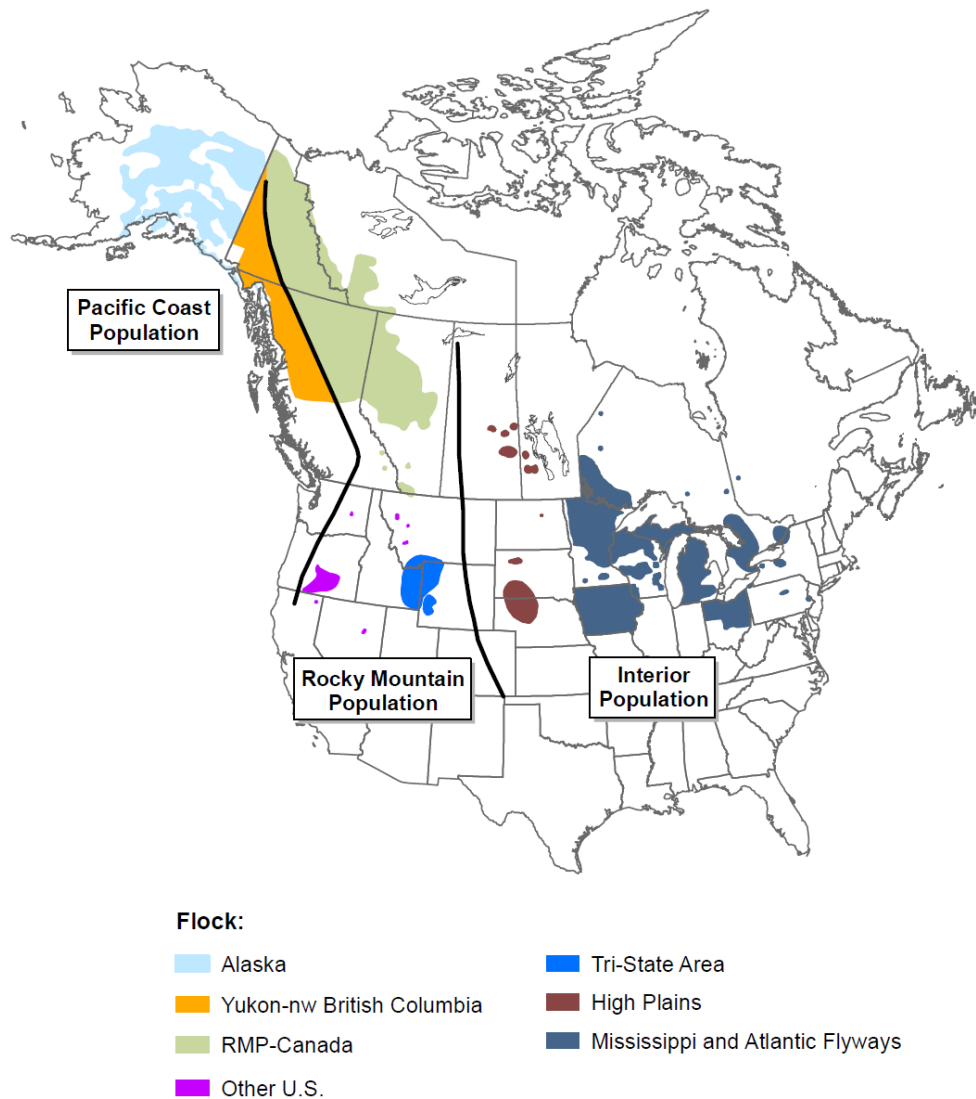 Pacific Coast
Population
Rocky Mountain
Population
Interior
Population
Flock:
Alaska
Yukon-nw British Columbia
RMP-Canada
Other U.S.
Tri-State Area
High Plains
Mississippi and Atlantic Flyways